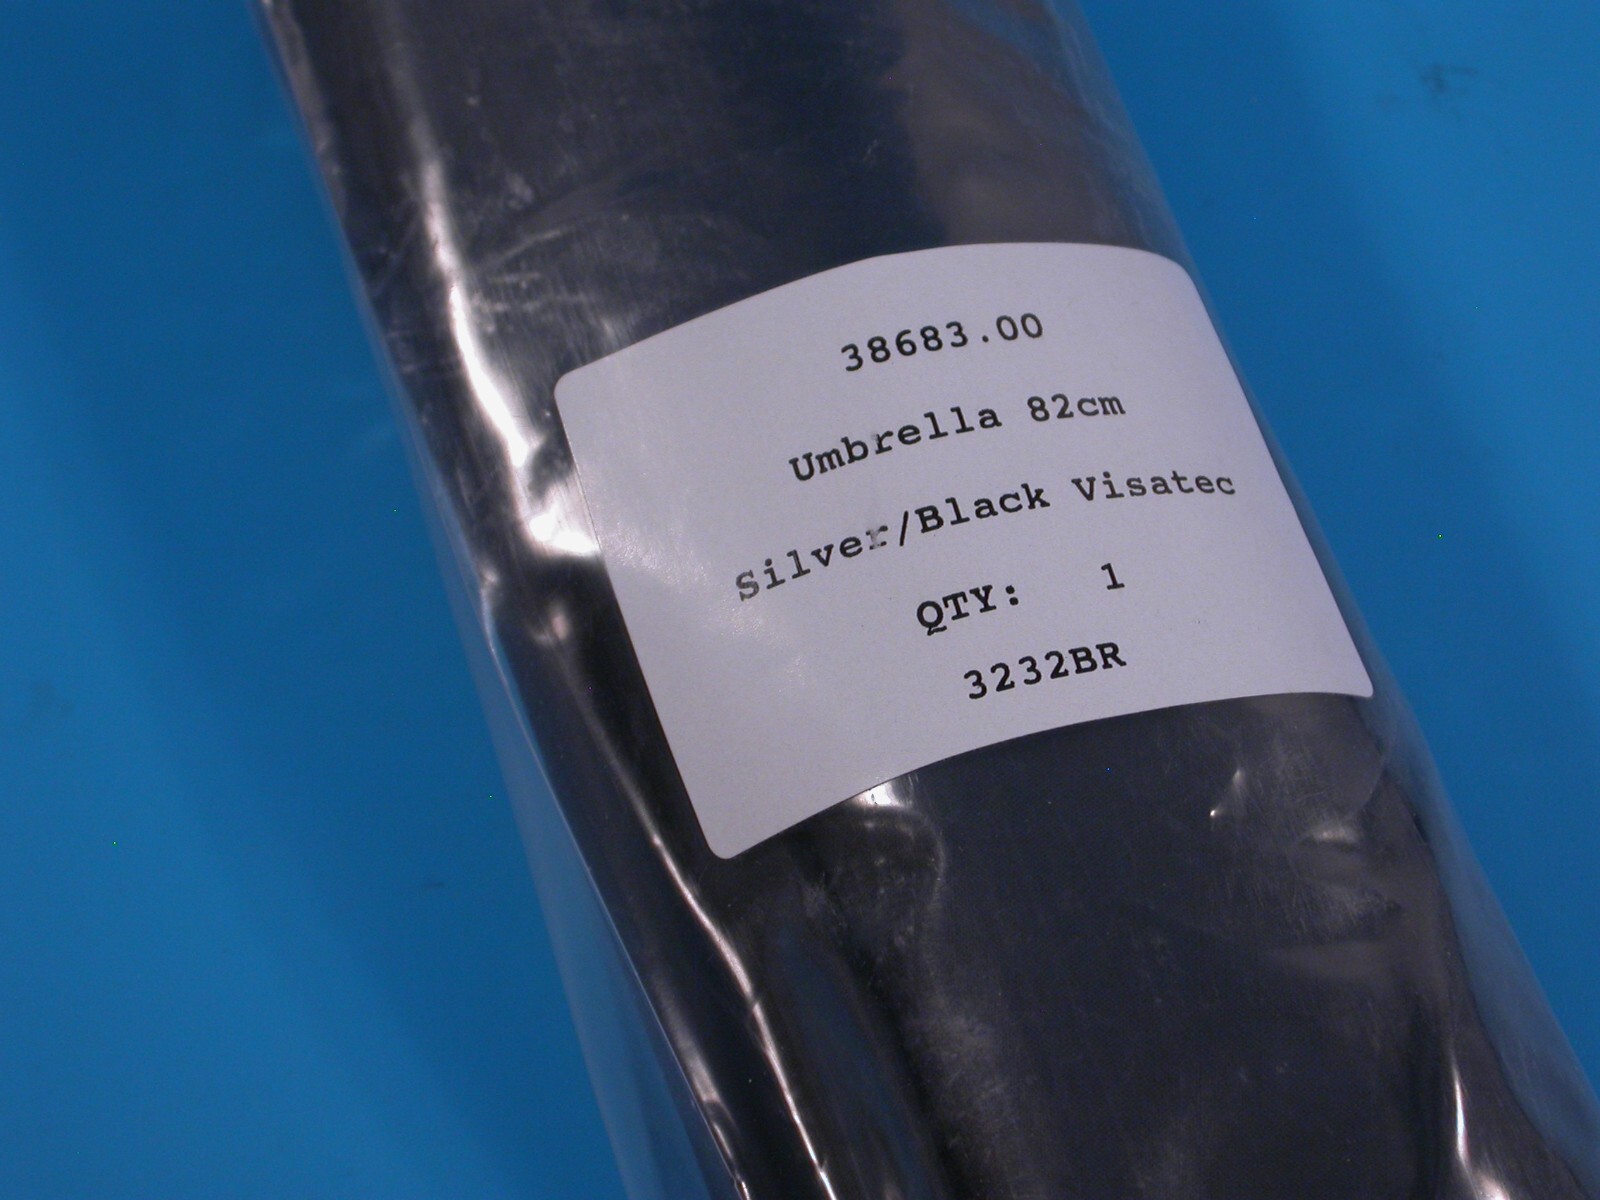 38683.00
Umbrella 82cm
Silver/Black Visatec
QTY: 1
3232BR